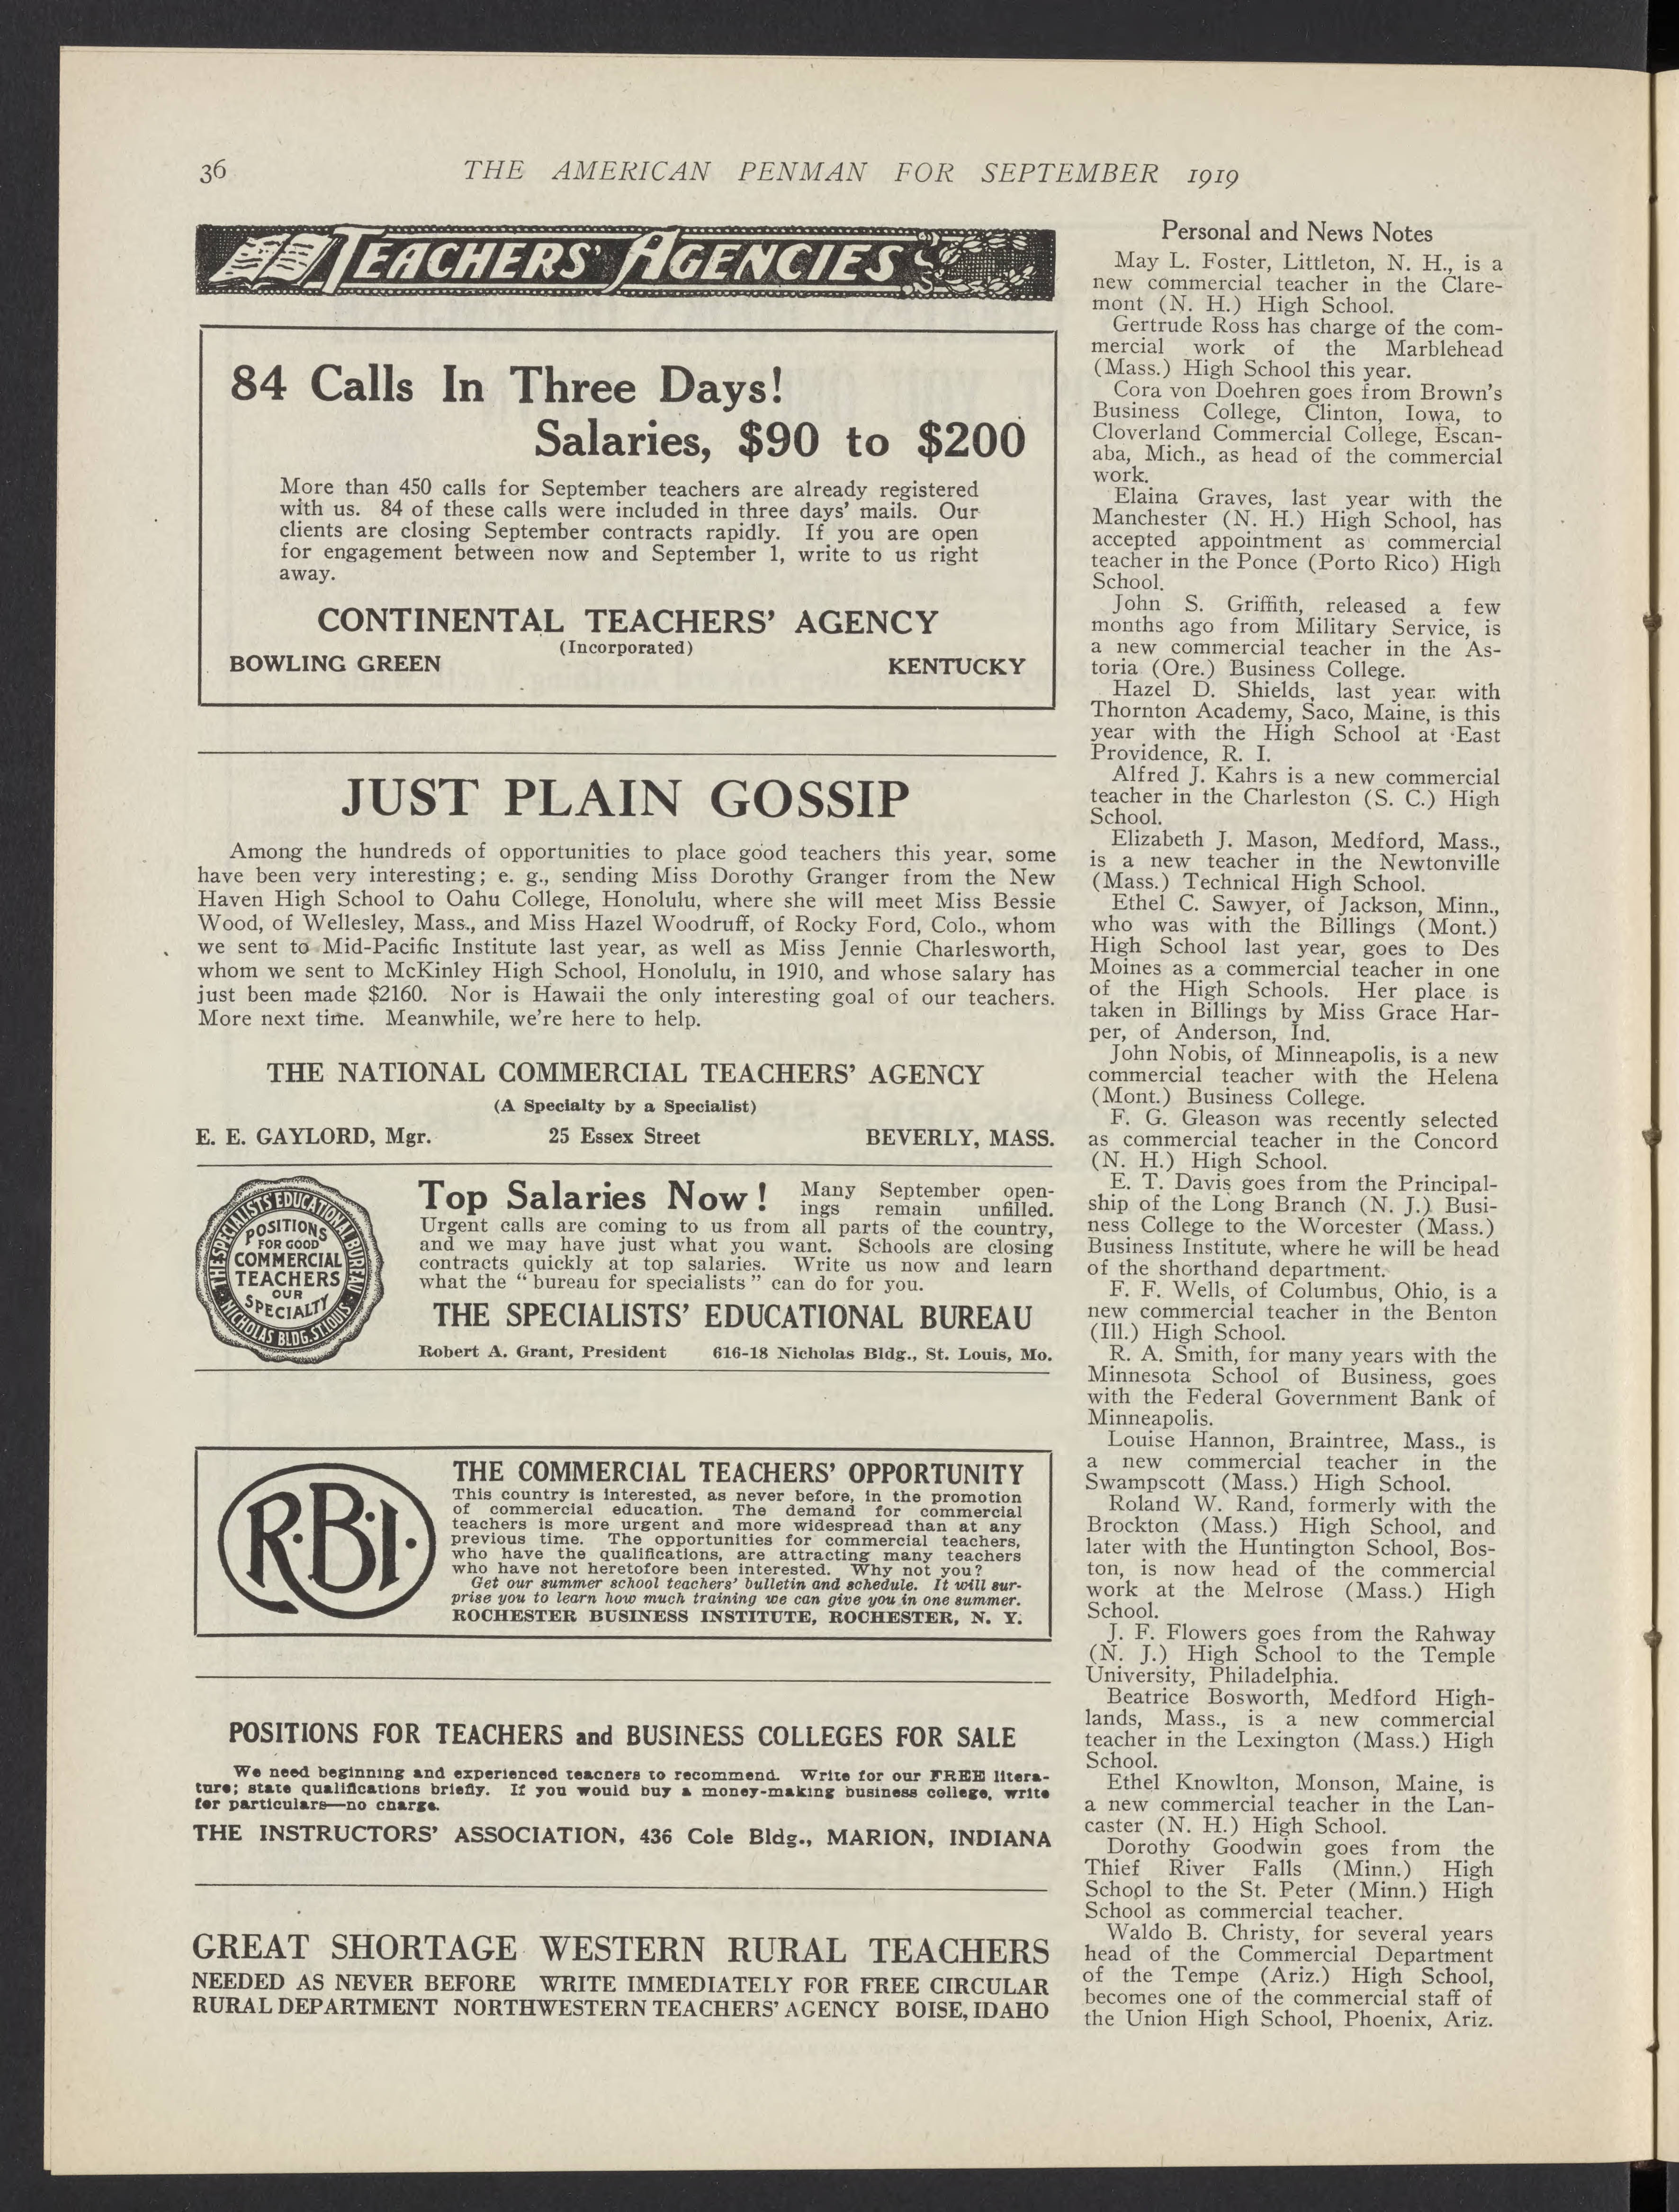 36
THE AMERICAN PENMAN FOR SEPTEMBER 1919
TEACHERS' AGENCIES
84 Calls In Three Days!
Salaries, $90 to $200
More than 450 calls for September teachers are already registered
with us. 84 of these calls were included in three days' mails. Our
clients are closing September contracts rapidly. If you are open
for engagement between now and September 1, write to us right
away.
CONTINENTAL TEACHERS' AGENCY
(Incorporated)
BOWLING GREEN KENTUCKY
JUST PLAIN GOSSIP
Among the hundreds of opportunities to place good teachers this year, some
have been very interesting; e. g., sending Miss Dorothy Granger from the New
Haven High School to Oahu College, Honolulu, where she will meet Miss Bessie
Wood, of Wellesley, Mass., and Miss Hazel Woodruff, of Rocky Ford, Colo., whom
we sent to Mid-Pacific Institute last year, as well as Miss Jennie Charlesworth,
whom we sent to McKinley High School, Honolulu, in 1910, and whose salary has
just been made $2160. Nor is Hawaii the only interesting goal of our teachers.
More next time. Meanwhile, we're here to help.
THE NATIONAL COMMERCIAL TEACHERS' AGENCY
(A Specialty by a Specialist)
E. E. GAYLORD, Mgr. 25 Essex Street BEVERLY, MASS.
THE SPECIALISTS EDUCATIONAL BUREAU
NICHOLAS BLDG. ST. LOUIS
POSITIONS
FOR GOOD
COMMERCIAL
TEACHERS
OUR
SPECIALTY
Top Salaries Now! Many September open-
ings remain unfilled.
Urgent calls are coming to us from all parts of the country,
and we may have just what you want. Schools are closing
contracts quickly at top salaries. Write us now and learn
what the "bureau for specialists" can do for you.
THE SPECIALISTS' EDUCATIONAL BUREAU
Robert A. Grant, President 616-18 Nicholas Bldg., St. Louis, Mo.
R·B·I·
THE COMMERCIAL TEACHERS' OPPORTUNITY
This country is interested, as never before, in the promotion
of commercial education. The demand for commercial
teachers is more urgent and more widespread than at any
previous time. The opportunities for commercial teachers,
who have the qualifications, are attracting many teachers
who have not heretofore been interested. Why not you?
Get our summer school teachers' bulletin and schedule. It will sur-
prise you to learn how much training we can give you in one summer.
ROCHESTER BUSINESS INSTITUTE, ROCHESTER, N. Y.
POSITIONS FOR TEACHERS and BUSINESS COLLEGES FOR SALE
We need beginning and experienced teachers to recommend. Write for our FREE litera-
ture; state qualifications briefly. If you would buy a money-making business college, write
for particulars—no charge.
THE INSTRUCTORS' ASSOCIATION, 436 Cole Bldg., MARION, INDIANA
GREAT SHORTAGE WESTERN RURAL TEACHERS
NEEDED AS NEVER BEFORE WRITE IMMEDIATELY FOR FREE CIRCULAR
RURAL DEPARTMENT NORTHWESTERN TEACHERS' AGENCY BOISE, IDAHO
Personal and News Notes
May L. Foster, Littleton, N. H., is a
new commercial teacher in the Clare-
mont (N. H.) High School.
Gertrude Ross has charge of the com-
mercial work of the Marblehead
(Mass.) High School this year.
Cora von Doehren goes from Brown's
Business College, Clinton, Iowa, to
Cloverland Commercial College, Escan-
aba, Mich., as head of the commercial
work.
Elaina Graves, last year with the
Manchester (N. H.) High School, has
accepted appointment as commercial
teacher in the Ponce (Porto Rico) High
School.
John S. Griffith, released a few
months ago from Military Service, is
a new commercial teacher in the As-
toria (Ore.) Business College.
Hazel D. Shields, last year with
Thornton Academy, Saco, Maine, is this
year with the High School at East
Providence, R. I.
Alfred J. Kahrs is a new commercial
teacher in the Charleston (S. C.) High
School.
Elizabeth J. Mason, Medford, Mass.,
is a new teacher in the Newtonville
(Mass.) Technical High School.
Ethel C. Sawyer, of Jackson, Minn.,
who was with the Billings (Mont.)
High School last year, goes to Des
Moines as a commercial teacher in one
of the High Schools. Her place is
taken in Billings by Miss Grace Har-
per, of Anderson, Ind.
John Nobis, of Minneapolis, is a new
commercial teacher with the Helena
(Mont.) Business College.
F. G. Gleason was recently selected
as commercial teacher in the Concord
(N. H.) High School.
E. T. Davis goes from the Principal-
ship of the Long Branch (N. J.) Busi-
ness College to the Worcester (Mass.)
Business Institute, where he will be head
of the shorthand department.
F. F. Wells, of Columbus, Ohio, is a
new commercial teacher in the Benton
(Ill.) High School.
R. A. Smith, for many years with the
Minnesota School of Business, goes
with the Federal Government Bank of
Minneapolis.
Louise Hannon, Braintree, Mass., is
a new commercial teacher in the
Swampscott (Mass.) High School.
Roland W. Rand, formerly with the
Brockton (Mass.) High School, and
later with the Huntington School, Bos-
ton, is now head of the commercial
work at the Melrose (Mass.) High
School.
J. F. Flowers goes from the Rahway
(N. J.) High School to the Temple
University, Philadelphia.
Beatrice Bosworth, Medford High-
lands, Mass., is a new commercial
teacher in the Lexington (Mass.) High
School.
Ethel Knowlton, Monson, Maine, is
a new commercial teacher in the Lan-
caster (N. H.) High School.
Dorothy Goodwin goes from the
Thief River Falls (Minn.) High
School to the St. Peter (Minn.) High
School as commercial teacher.
Waldo B. Christy, for several years
head of the Commercial Department
of the Tempe (Ariz.) High School,
becomes one of the commercial staff of
the Union High School, Phoenix, Ariz.